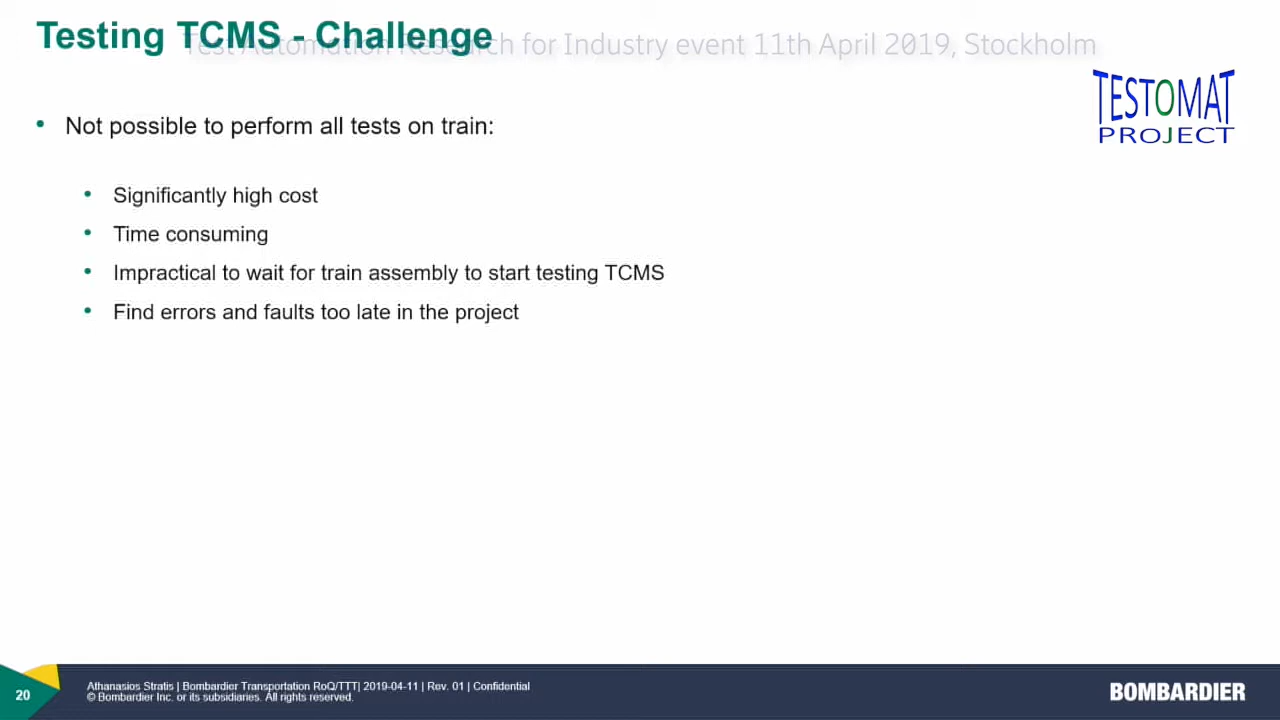 Testing TCMS - Challenge
Test Automation Research for Industry event 11th April 2019, Stockholm
TESTOMAT
PROJECT
• Not possible to perform all tests on train:
• Significantly high cost
• Time consuming
• Impractical to wait for train assembly to start testing TCMS
• Find errors and faults too late in the project
20
Athanasios Stratis | Bombardier Transportation RoQ/TTT| 2019-04-11 | Rev. 01 | Confidential
© Bombardier Inc. or its subsidiaries. All rights reserved.
BOMBARDIER